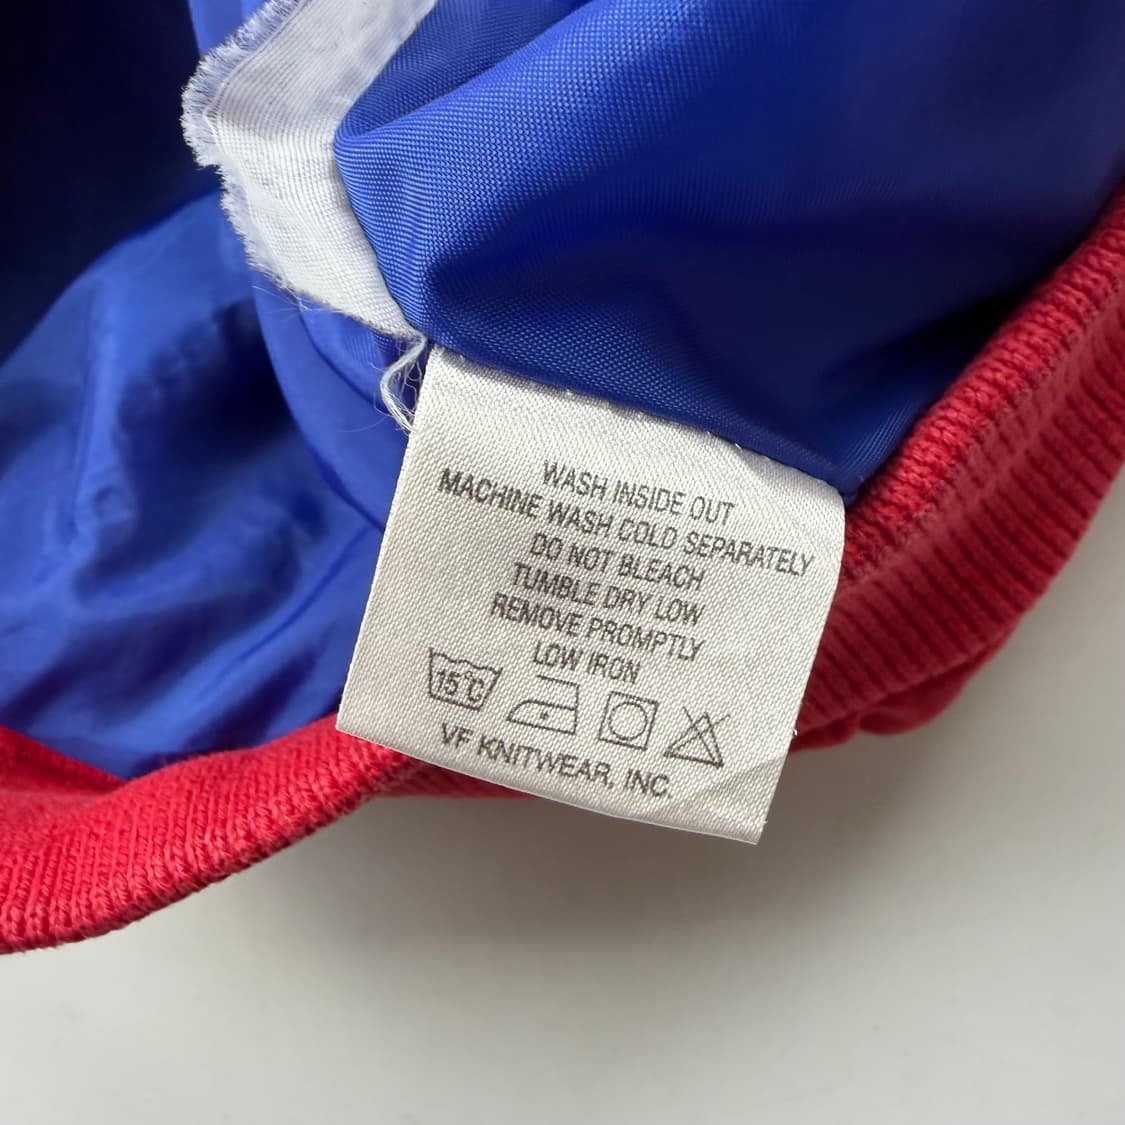 WASH INSIDE OUT
MACHINE WASH COLD SEPARATELY
DO NOT BLEACH
TUMBLE DRY LOW
REMOVE PROMPTLY
LOW IRON
15°C
VF KNITWEAR, INC.